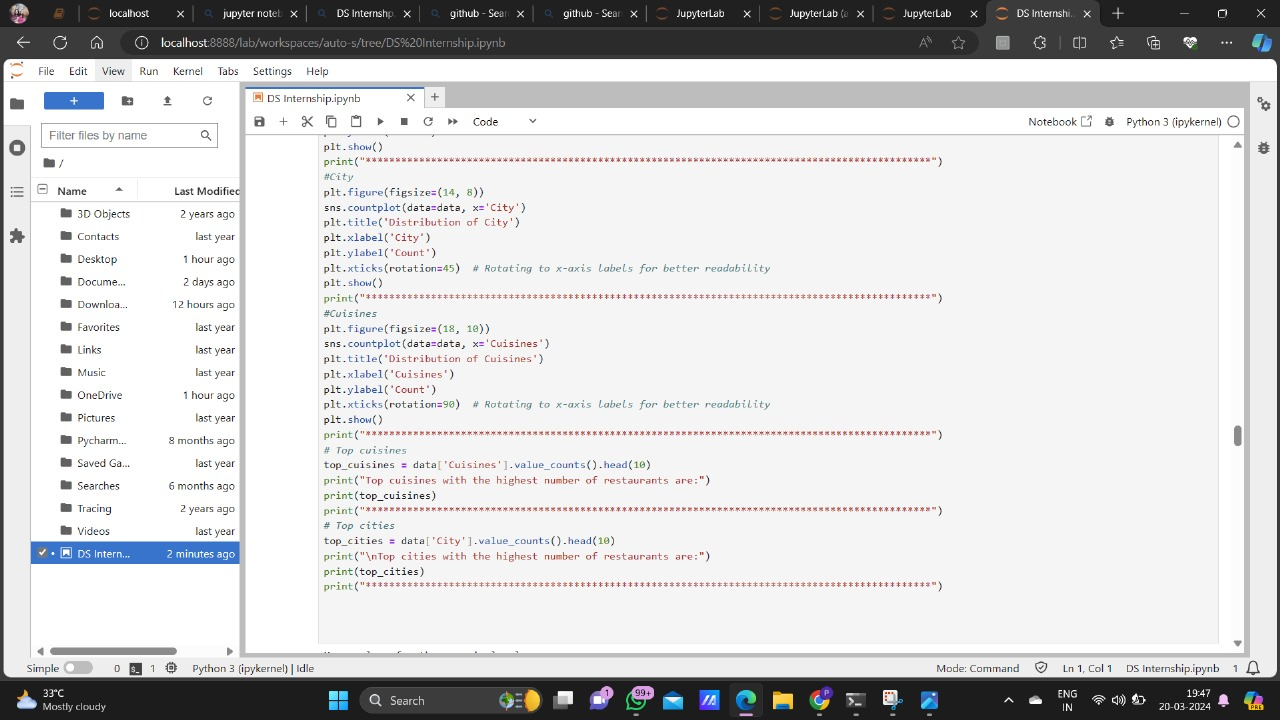 localhost
jupyter noteb
DS Internshp,
github - Sear
github - Sear
JupyterLab
JupyterLab (a
JupyterLab
DS Internshi
localhost:8888/lab/workspaces/auto-s/tree/DS%20Internship.ipynb
File Edit View Run Kernel Tabs Settings Help
+
DS Internship.ipynb
Filter files by name
Code
Notebook
Python 3 (ipykernel)
/
Name
Last Modified
3D Objects 2 years ago
Contacts last year
Desktop 1 hour ago
Docume... 2 days ago
Downloa... 12 hours ago
Favorites last year
Links last year
Music last year
OneDrive 1 hour ago
Pictures last year
Pycharm... 8 months ago
Saved Ga... last year
Searches 6 months ago
Tracing 2 years ago
Videos last year
DS Intern... 2 minutes ago
plt.show()
print("***********************************************************************************************")
#City
plt.figure(figsize=(14, 8))
sns.countplot(data=data, x='City')
plt.title('Distribution of City')
plt.xlabel('City')
plt.ylabel('Count')
plt.xticks(rotation=45)  # Rotating to x-axis labels for better readability
plt.show()
print("***********************************************************************************************")
#Cuisines
plt.figure(figsize=(18, 10))
sns.countplot(data=data, x='Cuisines')
plt.title('Distribution of Cuisines')
plt.xlabel('Cuisines')
plt.ylabel('Count')
plt.xticks(rotation=90)  # Rotating to x-axis labels for better readability
plt.show()
print("***********************************************************************************************")
# Top cuisines
top_cuisines = data['Cuisines'].value_counts().head(10)
print("Top cuisines with the highest number of restaurants are:")
print(top_cuisines)
print("***********************************************************************************************")
# Top cities
top_cities = data['City'].value_counts().head(10)
print("\nTop cities with the highest number of restaurants are:")
print(top_cities)
print("***********************************************************************************************")
Simple 0 1 Python 3 (ipykernel) | Idle
Mode: Command Ln 1, Col 1 DS Internship.ipynb 1
33°C
Mostly cloudy
Search
1
99+
P
ENG
IN
19:47
20-03-2024
PRE